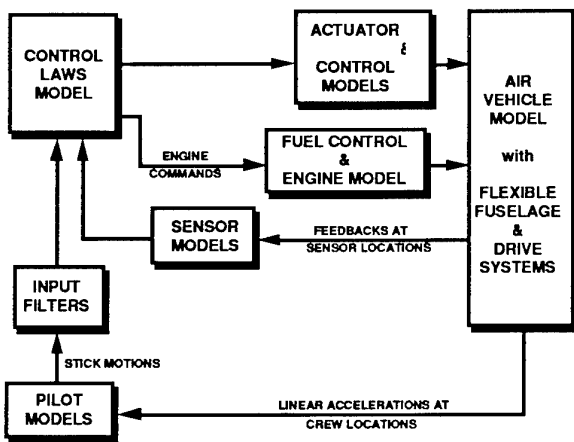 CONTROL
LAWS
MODEL
ACTUATOR
&
CONTROL
MODELS
AIR
VEHICLE
MODEL
with
FLEXIBLE
FUSELAGE
&
DRIVE
SYSTEMS
ENGINE
COMMANDS
FUEL CONTROL
&
ENGINE MODEL
SENSOR
MODELS
FEEDBACKS AT
SENSOR LOCATIONS
INPUT
FILTERS
STICK MOTIONS
PILOT
MODELS
LINEAR ACCELERATIONS AT
CREW LOCATIONS